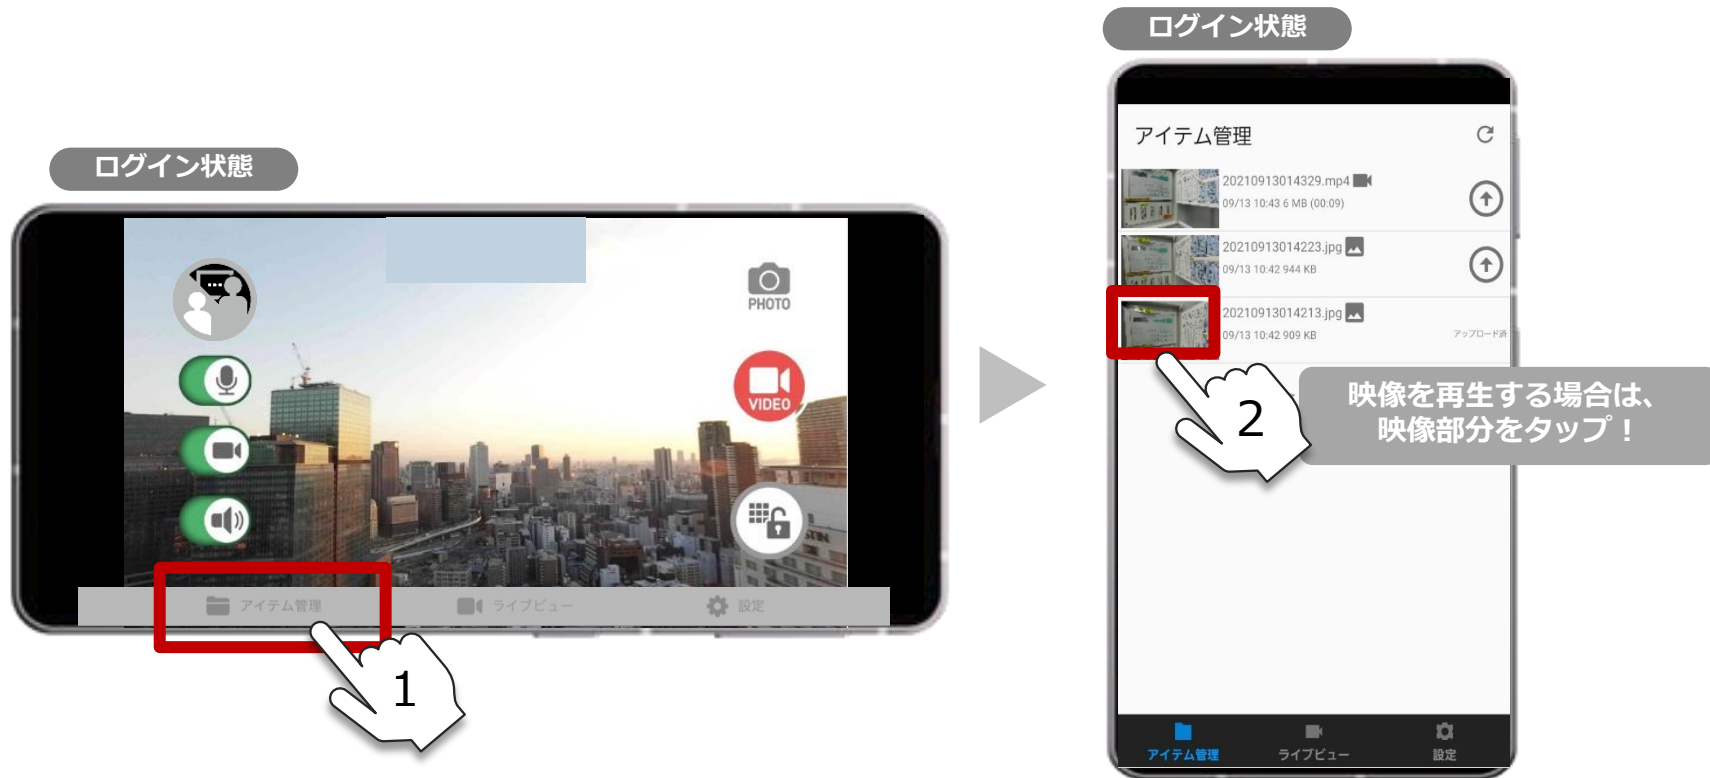 ログイン状態
PHOTO
VIDEO
アイテム管理
ライブビュー
設定
1
ログイン状態
アイテム管理
20210913014329.mp4
09/13 10:43 6 MB (00:09)
20210913014223.jpg
09/13 10:42 944 KB
20210913014213.jpg
09/13 10:42 909 KB
アップロード済
2
映像を再生する場合は、
映像部分をタップ！
アイテム管理
ライブビュー
設定